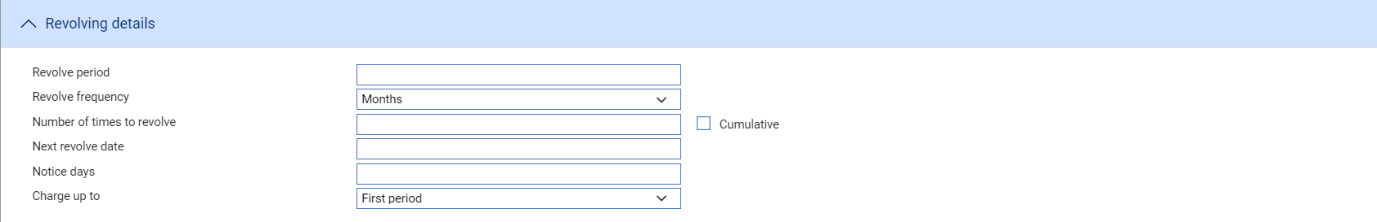 Revolving details
Revolve period
Revolve frequency Months
Number of times to revolve Cumulative
Next revolve date
Notice days
Charge up to First period